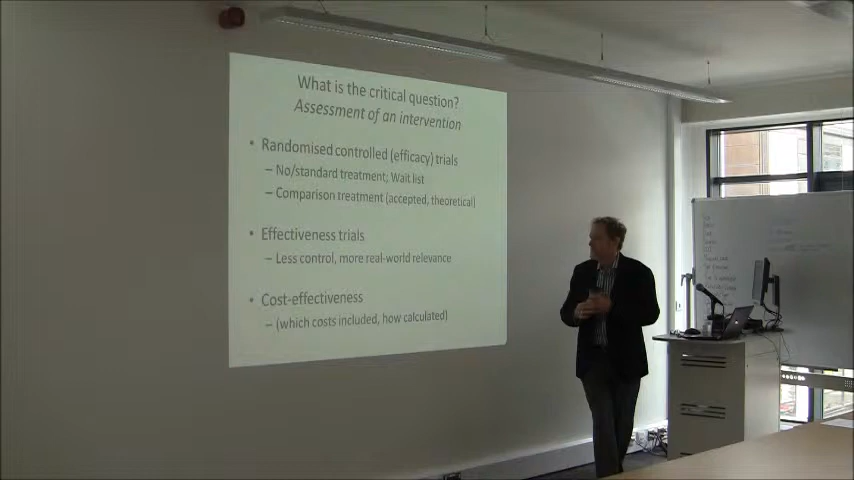 What is the critical question?
Assessment of an intervention
• Randomised controlled (efficacy) trials
– No/standard treatment; Wait list
– Comparison treatment (accepted, theoretical)
• Effectiveness trials
– Less control, more real-world relevance
• Cost-effectiveness
– (which costs included, how calculated)